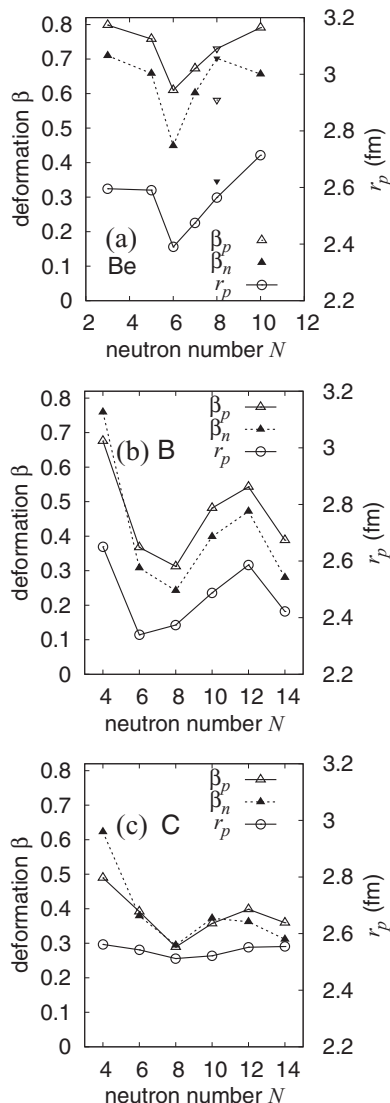 0.8
0.7
0.6
0.5
0.4
0.3
0.2
0.1
0
deformation β
3.2
3
2.8
2.6
2.4
2.2
r_p (fm)
(a)
Be
β_p
β_n
r_p
2 4 6 8 10 12
neutron number N
0.8
0.7
0.6
0.5
0.4
0.3
0.2
0.1
0
deformation β
3.2
3
2.8
2.6
2.4
2.2
r_p (fm)
(b) B
β_p
β_n
r_p
4 6 8 10 12 14
neutron number N
0.8
0.7
0.6
0.5
0.4
0.3
0.2
0.1
0
deformation β
3.2
3
2.8
2.6
2.4
2.2
r_p (fm)
(c) C
β_p
β_n
r_p
4 6 8 10 12 14
neutron number N